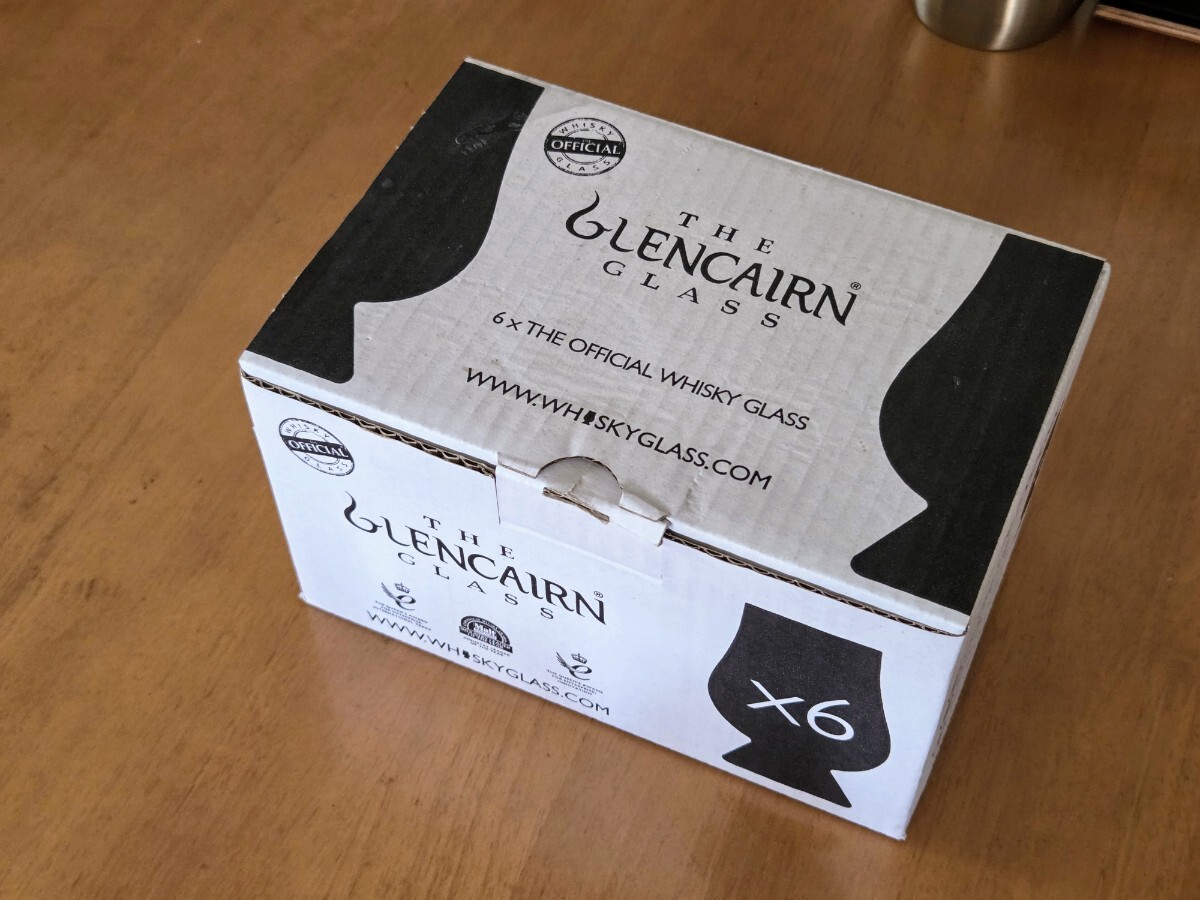 WHISKY
OFFICIAL
GLASS
THE
GLENCAIRN®
GLASS
6 x THE OFFICIAL WHISKY GLASS
WWW.WHISKYGLASS.COM
WHISKY
OFFICIAL
GLASS
THE
GLENCAIRN®
GLASS
Malt
WWW.WHISKYGLASS.COM
x6